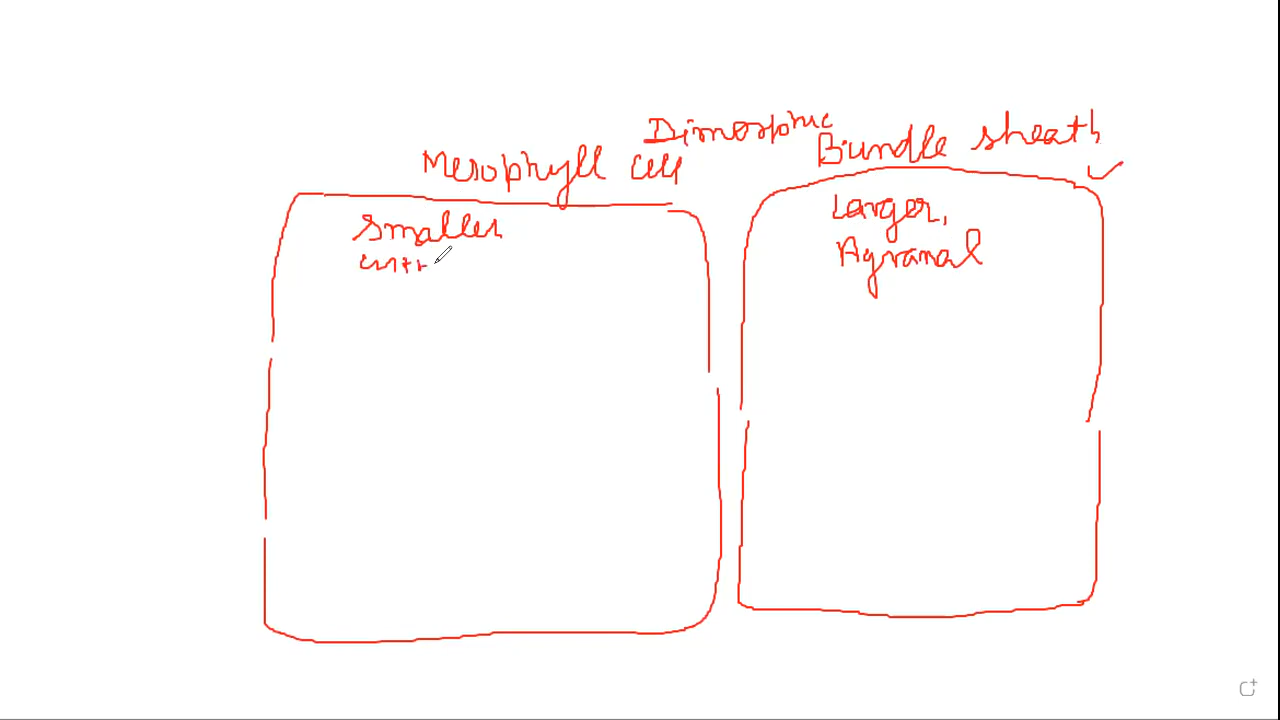 Dimorphic
Mesophyll cell
Bundle sheath
Smaller
Larger,
Agranal